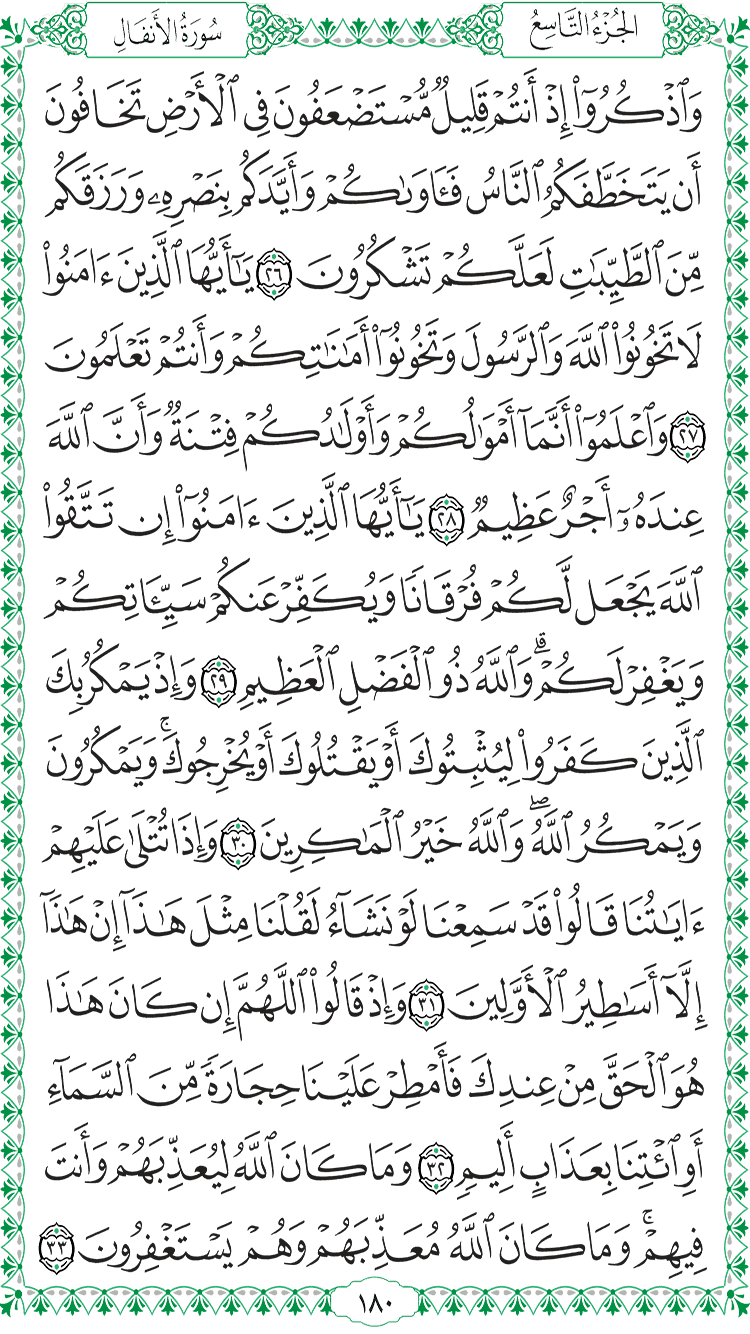 الجُزْءُ التَّاسِعُ
سُورَةُ الأَنفَالِ
وَٱذْكُرُوٓا۟ إِذْ أَنتُمْ قَلِيلٌ مُّسْتَضْعَفُونَ فِى ٱلْأَرْضِ تَخَافُونَ
أَن يَتَخَطَّفَكُمُ ٱلنَّاسُ فَـَٔاوَىٰكُمْ وَأَيَّدَكُم بِنَصْرِهِۦ وَرَزَقَكُم
مِّنَ ٱلطَّيِّبَـٰتِ لَعَلَّكُمْ تَشْكُرُونَ ٢٦ يَـٰٓأَيُّهَا ٱلَّذِينَ ءَامَنُوا۟
لَا تَخُونُوا۟ ٱللَّهَ وَٱلرَّسُولَ وَتَخُونُوٓا۟ أَمَـٰنَـٰتِكُمْ وَأَنتُمْ تَعْلَمُونَ
٢٧ وَٱعْلَمُوٓا۟ أَنَّمَآ أَمْوَٰلُكُمْ وَأَوْلَـٰدُكُمْ فِتْنَةٌ وَأَنَّ ٱللَّهَ
عِندَهُۥٓ أَجْرٌ عَظِيمٌ ٢٨ يَـٰٓأَيُّهَا ٱلَّذِينَ ءَامَنُوٓا۟ إِن تَتَّقُوا۟
ٱللَّهَ يَجْعَل لَّكُمْ فُرْقَانًا وَيُكَفِّرْ عَنكُمْ سَيِّـَٔاتِكُمْ
وَيَغْفِرْ لَكُمْ ۗ وَٱللَّهُ ذُو ٱلْفَضْلِ ٱلْعَظِيمِ ٢٩ وَإِذْ يَمْكُرُ بِكَ
ٱلَّذِينَ كَفَرُوا۟ لِيُثْبِتُوكَ أَوْ يَقْتُلُوكَ أَوْ يُخْرِجُوكَ ۚ وَيَمْكُرُونَ
وَيَمْكُرُ ٱللَّهُ ۖ وَٱللَّهُ خَيْرُ ٱلْمَـٰكِرِينَ ٣٠ وَإِذَا تُتْلَىٰ عَلَيْهِمْ
ءَايَـٰتُنَا قَالُوا۟ قَدْ سَمِعْنَا لَوْ نَشَآءُ لَقُلْنَا مِثْلَ هَـٰذَآ إِنْ هَـٰذَآ
إِلَّآ أَسَـٰطِيرُ ٱلْأَوَّلِينَ ٣١ وَإِذْ قَالُوا۟ ٱللَّهُمَّ إِن كَانَ هَـٰذَا
هُوَ ٱلْحَقَّ مِنْ عِندِكَ فَأَمْطِرْ عَلَيْنَا حِجَارَةً مِّنَ ٱلسَّمَآءِ
أَوِ ٱئْتِنَا بِعَذَابٍ أَلِيمٍ ٣٢ وَمَا كَانَ ٱللَّهُ لِيُعَذِّبَهُمْ وَأَنتَ
فِيهِمْ ۚ وَمَا كَانَ ٱللَّهُ مُعَذِّبَهُمْ وَهُمْ يَسْتَغْفِرُونَ ٣٣
١٨٠